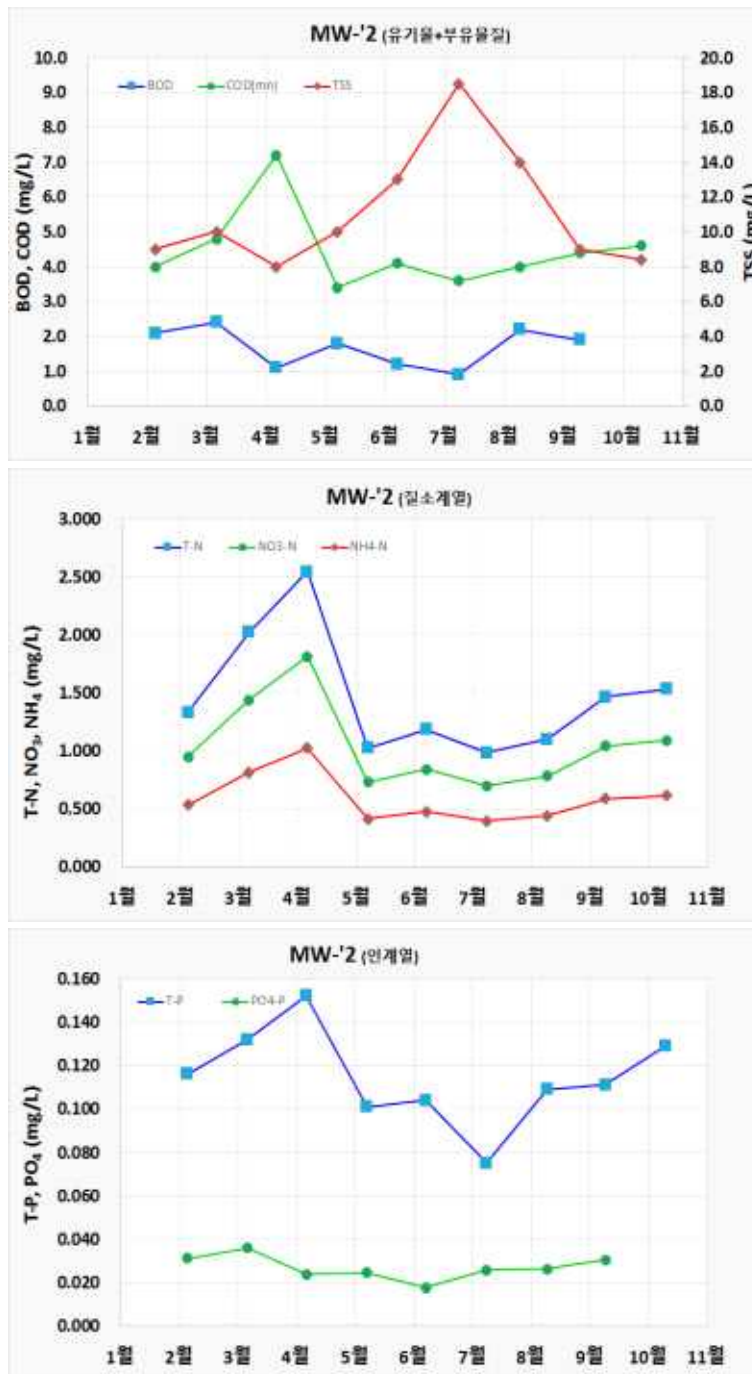 MW-'2 (유기물+부유물질)
10.0 20.0
9.0 18.0
8.0 16.0
7.0 14.0
6.0 12.0
5.0 10.0
4.0 8.0
3.0 6.0
2.0 4.0
1.0 2.0
0.0 0.0
BOD COD(mn) TSS
BOD, COD (mg/L)
TSS (mg/L)
1월 2월 3월 4월 5월 6월 7월 8월 9월 10월 11월
MW-'2 (질소계열)
3.000
2.500
2.000
1.500
1.000
0.500
0.000
T-N NO3-N NH4-N
T-N, NO₃, NH₄ (mg/L)
1월 2월 3월 4월 5월 6월 7월 8월 9월 10월 11월
MW-'2 (인계열)
0.160
0.140
0.120
0.100
0.080
0.060
0.040
0.020
0.000
T-P PO4-P
T-P, PO₄ (mg/L)
1월 2월 3월 4월 5월 6월 7월 8월 9월 10월 11월